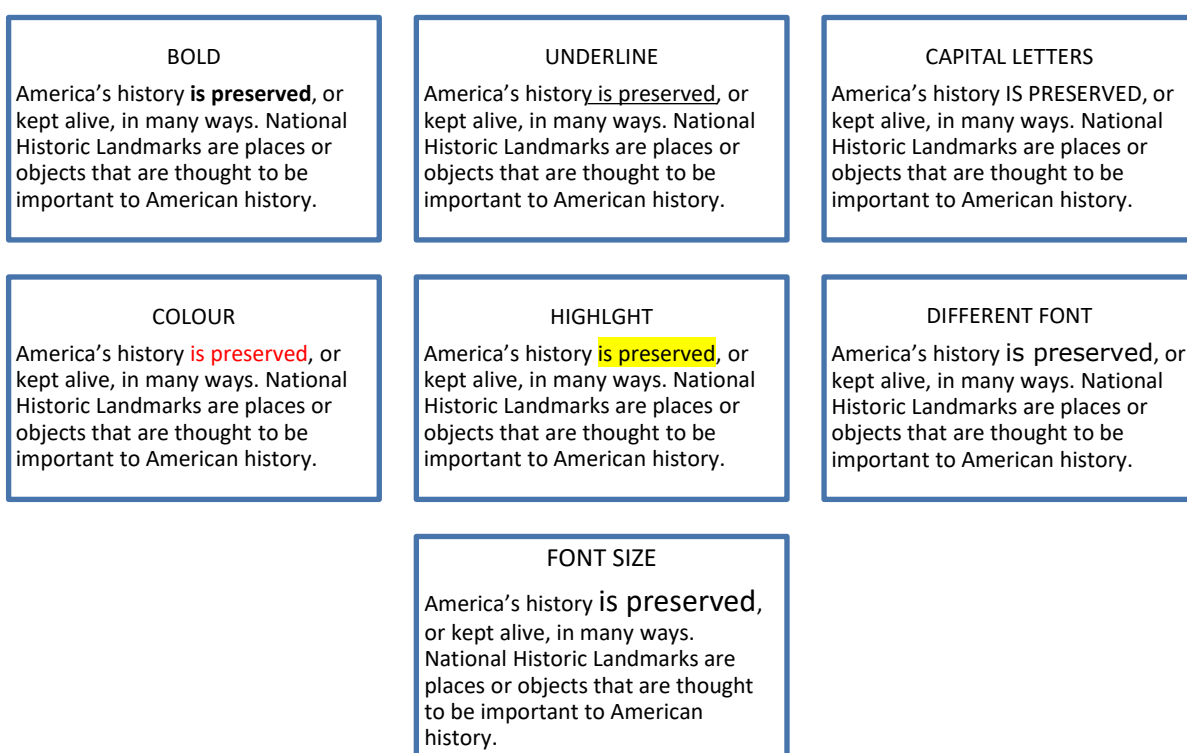 BOLD
America’s history is preserved, or
kept alive, in many ways. National
Historic Landmarks are places or
objects that are thought to be
important to American history.
UNDERLINE
America’s history is preserved, or
kept alive, in many ways. National
Historic Landmarks are places or
objects that are thought to be
important to American history.
CAPITAL LETTERS
America’s history IS PRESERVED, or
kept alive, in many ways. National
Historic Landmarks are places or
objects that are thought to be
important to American history.
COLOUR
America’s history is preserved, or
kept alive, in many ways. National
Historic Landmarks are places or
objects that are thought to be
important to American history.
HIGHLGHT
America’s history is preserved, or
kept alive, in many ways. National
Historic Landmarks are places or
objects that are thought to be
important to American history.
DIFFERENT FONT
America’s history is preserved, or
kept alive, in many ways. National
Historic Landmarks are places or
objects that are thought to be
important to American history.
FONT SIZE
America’s history is preserved,
or kept alive, in many ways.
National Historic Landmarks are
places or objects that are thought
to be important to American
history.